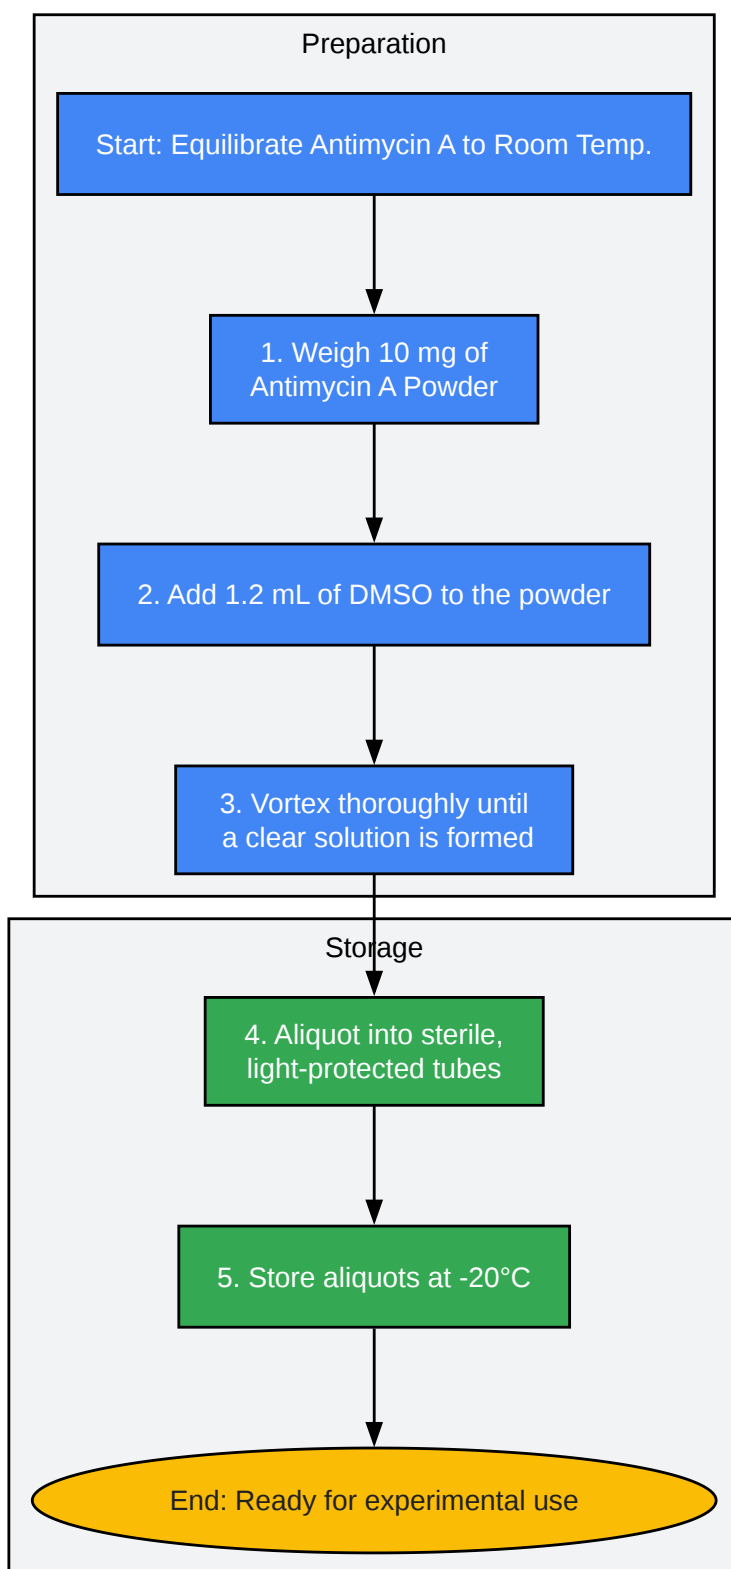 Preparation
Start: Equilibrate Antimycin A to Room Temp.
1. Weigh 10 mg of
Antimycin A Powder
2. Add 1.2 mL of DMSO to the powder
3. Vortex thoroughly until
a clear solution is formed
Storage
4. Aliquot into sterile,
light-protected tubes
5. Store aliquots at -20°C
End: Ready for experimental use